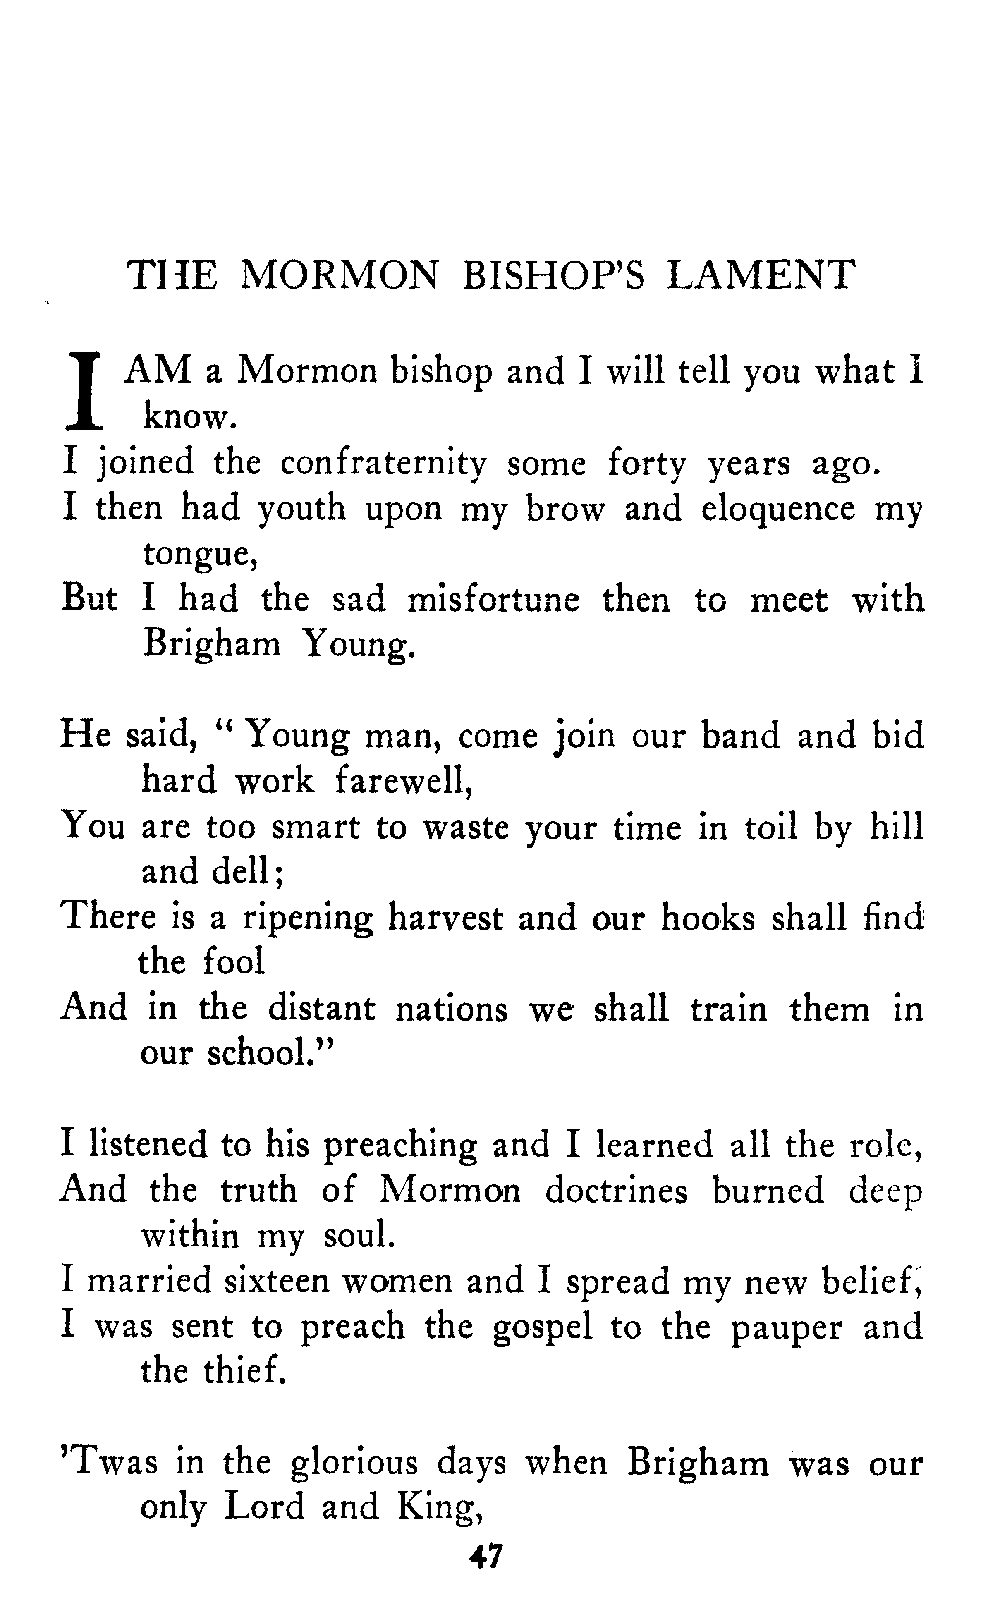 THE MORMON BISHOP'S LAMENT
I AM a Mormon bishop and I will tell you what I
know.
I joined the confraternity some forty years ago.
I then had youth upon my brow and eloquence my
tongue,
But I had the sad misfortune then to meet with
Brigham Young.
He said, " Young man, come join our band and bid
hard work farewell,
You are too smart to waste your time in toil by hill
and dell;
There is a ripening harvest and our hooks shall find
the fool
And in the distant nations we shall train them in
our school."
I listened to his preaching and I learned all the role,
And the truth of Mormon doctrines burned deep
within my soul.
I married sixteen women and I spread my new belief,
I was sent to preach the gospel to the pauper and
the thief.
'Twas in the glorious days when Brigham was our
only Lord and King,
47